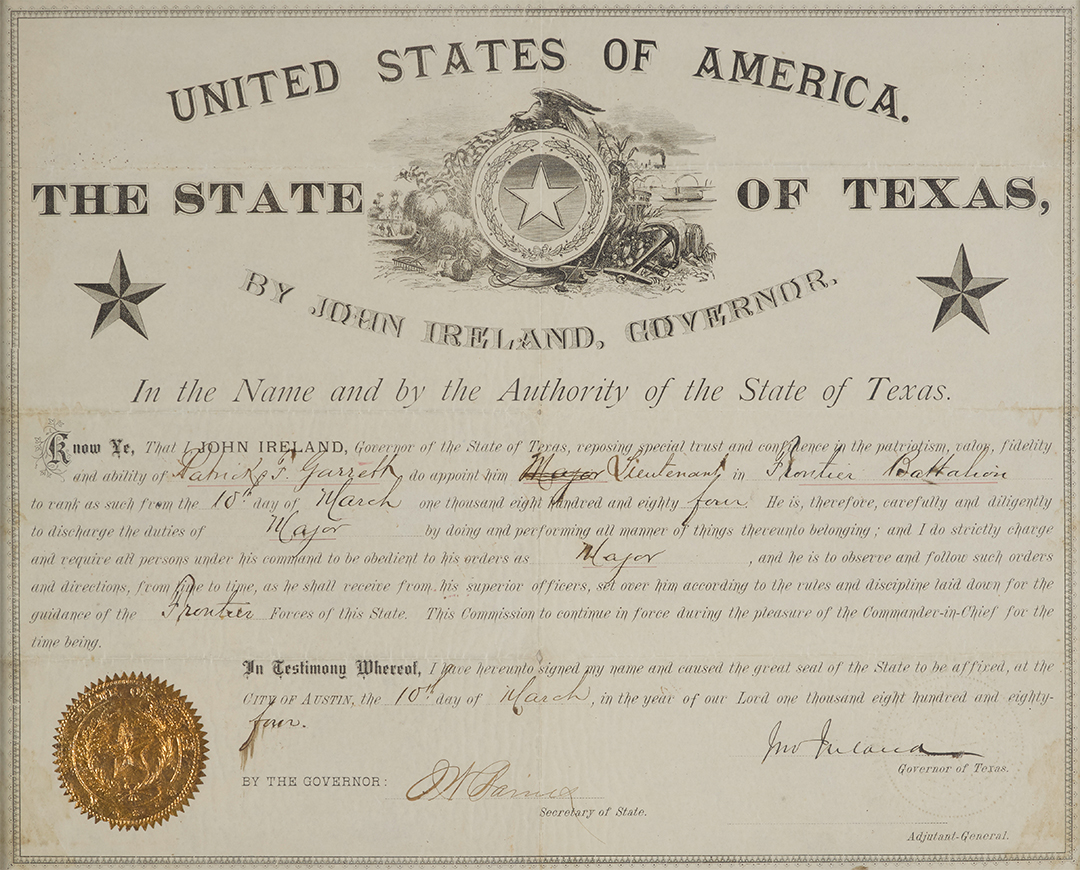 UNITED STATES OF AMERICA.
THE STATE OF TEXAS,
BY JOHN IRELAND, GOVERNOR,
In the Name and by the Authority of the State of Texas.
Know Ye, That I JOHN IRELAND, Governor of the State of Texas, reposing special trust and confidence in the patriotism, valor, fidelity
and ability of Patrick F. Garrett do appoint him Major Lieutenant in Frontier Battalion
to rank as such from the 10th day of March one thousand eight hundred and eighty four. He is, therefore, carefully and diligently
to discharge the duties of Major by doing and performing all manner of things thereunto belonging; and I do strictly charge
and require all persons under his command to be obedient to his orders as Major, and he is to observe and follow such orders
and directions, from time to time, as he shall receive from his superior officers, set over him according to the rules and discipline laid down for the
guidance of the Frontier Forces of this State. This Commission to continue in force during the pleasure of the Commander-in-Chief for the
time being.
In Testimony Whereof, I have hereunto signed my name and caused the great seal of the State to be affixed, at the
CITY OF AUSTIN, the 10th day of March, in the year of our Lord one thousand eight hundred and eighty-
four.
Jno Ireland
Governor of Texas.
BY THE GOVERNOR:
Secretary of State.
Adjutant-General.